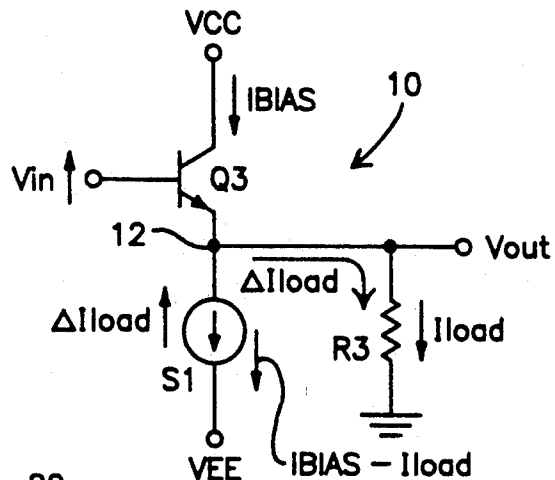 VCC
IBIAS
10
Vin
Q3
12
Vout
ΔIload
ΔIload
R3
Iload
S1
VEE
IBIAS – Iload